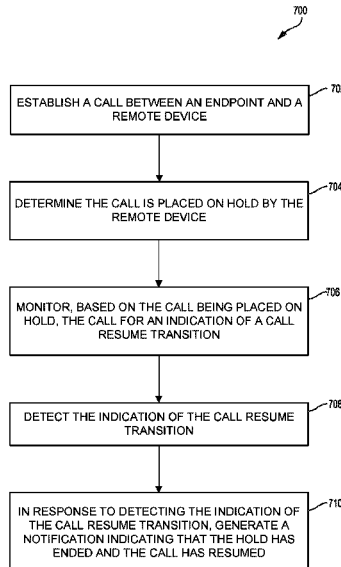 700
ESTABLISH A CALL BETWEEN AN ENDPOINT AND A
REMOTE DEVICE
704
DETERMINE THE CALL IS PLACED ON HOLD BY THE
REMOTE DEVICE
706
MONITOR, BASED ON THE CALL BEING PLACED ON
HOLD, THE CALL FOR AN INDICATION OF A CALL
RESUME TRANSITION
708
DETECT THE INDICATION OF THE CALL RESUME
TRANSITION
710
IN RESPONSE TO DETECTING THE INDICATION OF
THE CALL RESUME TRANSITION, GENERATE A
NOTIFICATION INDICATING THAT THE HOLD HAS
ENDED AND THE CALL HAS RESUMED